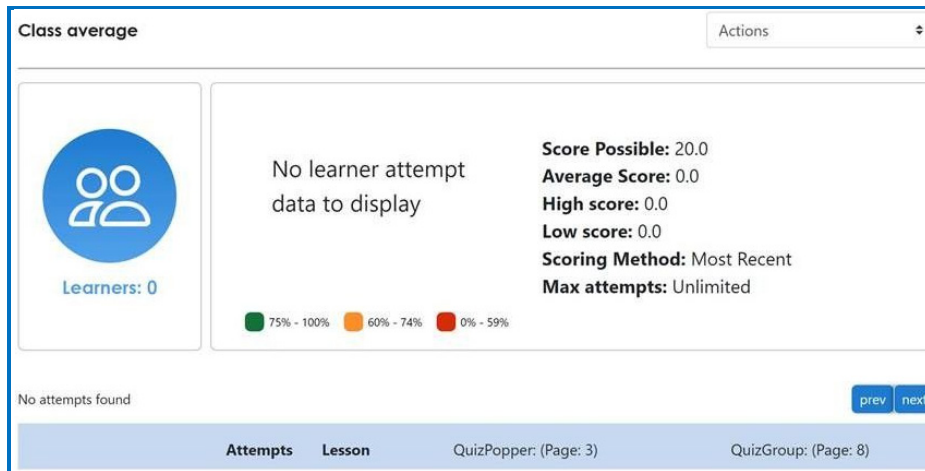 Class average
Actions
No learner attempt
data to display
Score Possible: 20.0
Average Score: 0.0
High score: 0.0
Low score: 0.0
Scoring Method: Most Recent
Max attempts: Unlimited
Learners: 0
75% - 100% 60% - 74% 0% - 59%
No attempts found
prev next
Attempts Lesson QuizPopper: (Page: 3) QuizGroup: (Page: 8)